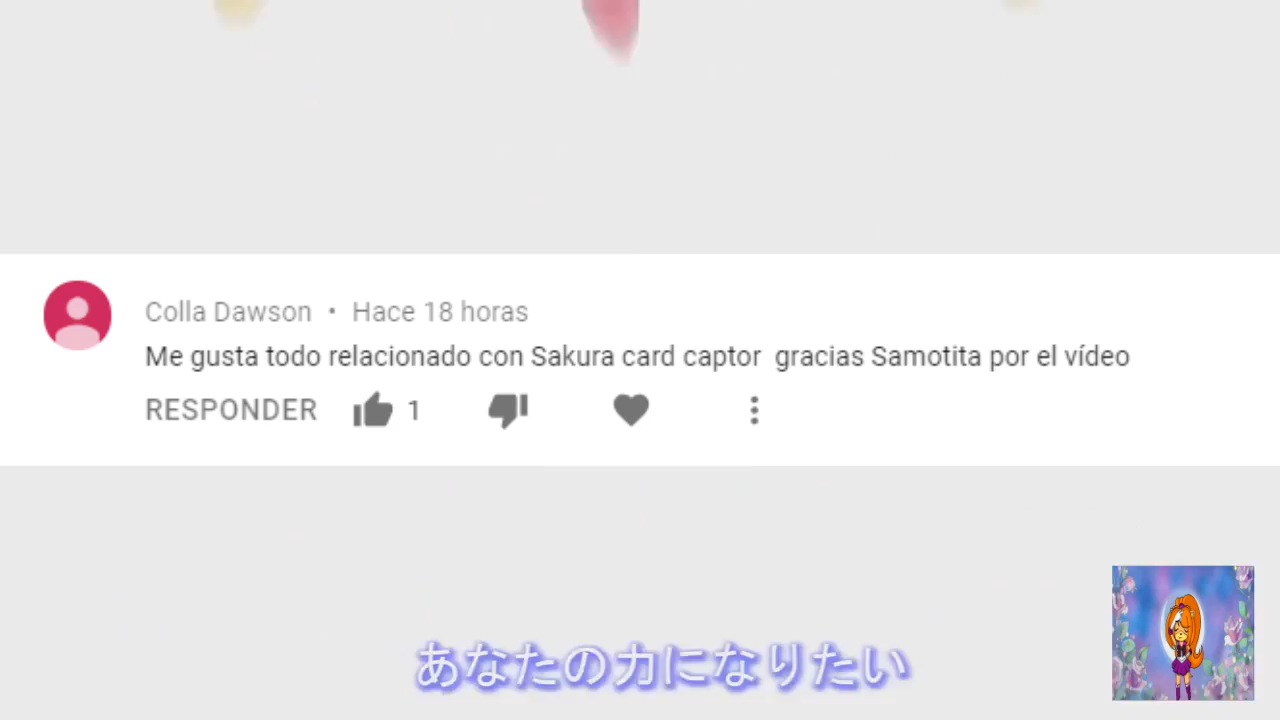 Colla Dawson • Hace 18 horas
Me gusta todo relacionado con Sakura card captor gracias Samotita por el vídeo
RESPONDER 1
あなたの力になりたい